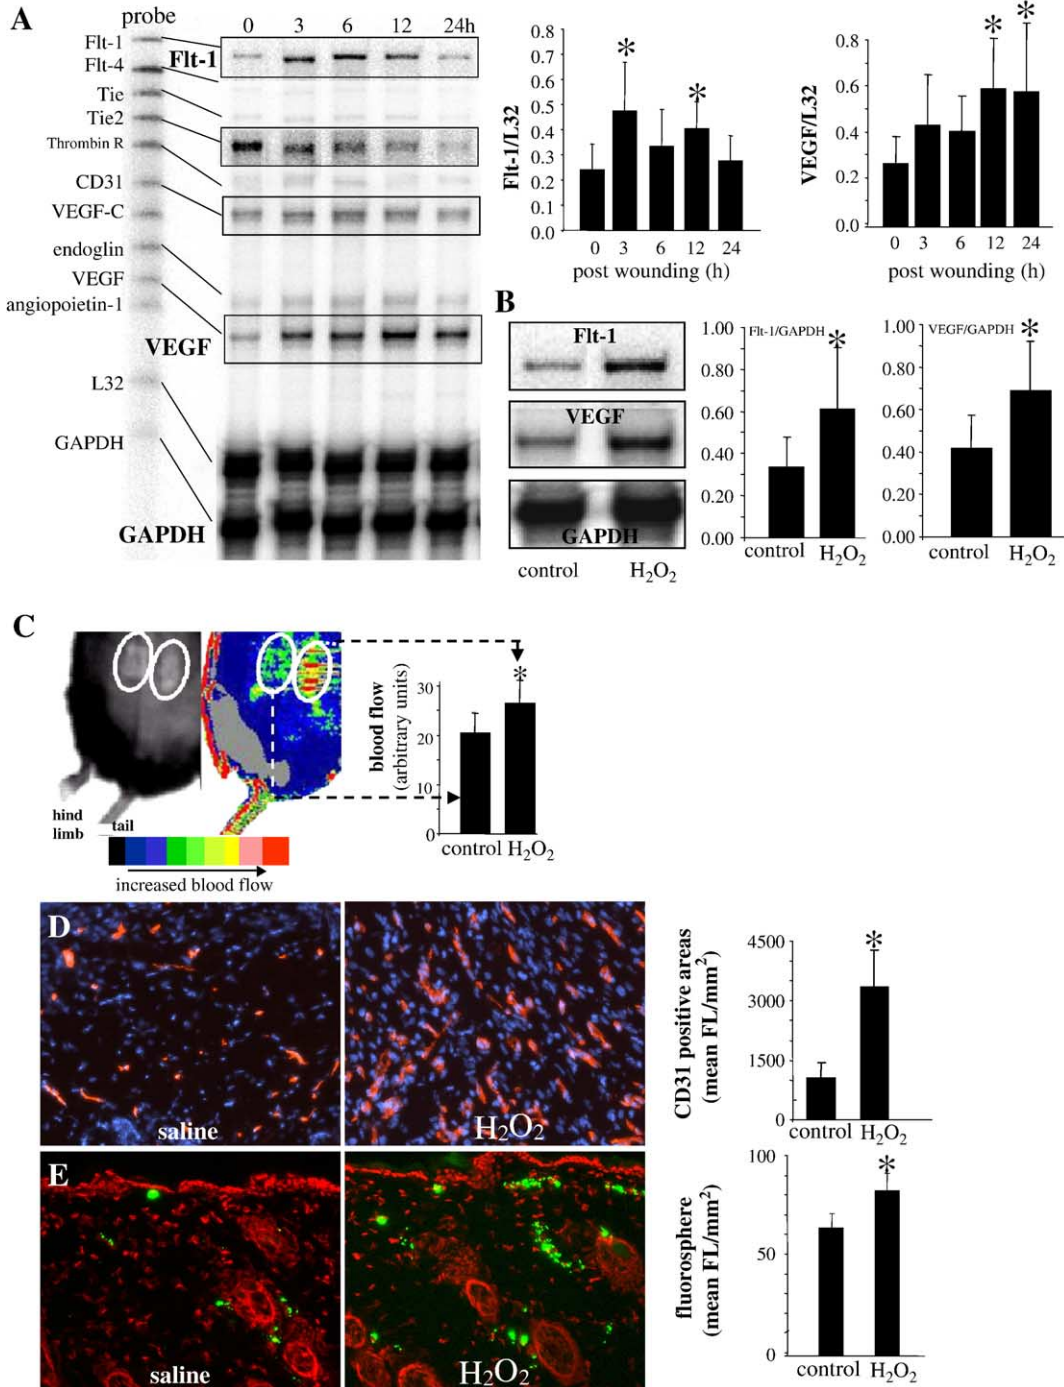 A
probe
0 3 6 12 24h
Flt-1
Flt-4
Tie
Tie2
Thrombin R
CD31
VEGF-C
endoglin
VEGF
angiopoietin-1
L32
GAPDH
Flt-1
VEGF
GAPDH
Flt-1/L32
0.8
0.7
0.6
0.5
0.4
0.3
0.2
0.1
0.0
* *
0 3 6 12 24
post wounding (h)
VEGF/L32
0.8
0.6
0.4
0.2
0.0
* *
0 3 6 12 24
post wounding (h)
B
Flt-1
VEGF
GAPDH
control H₂O₂
Flt-1/GAPDH
1.00
0.80
0.60
0.40
0.20
0.00
*
control H₂O₂
VEGF/GAPDH
1.00
0.80
0.60
0.40
0.20
0.00
*
control H₂O₂
C
hind
limb
tail
increased blood flow
blood flow
(arbitrary units)
30
20
10
0
*
control H₂O₂
D
saline
H₂O₂
CD31 positive areas
(mean FL/mm²)
4500
3000
1500
0
*
control H₂O₂
E
saline
H₂O₂
fluorosphere
(mean FL/mm²)
100
50
0
*
control H₂O₂